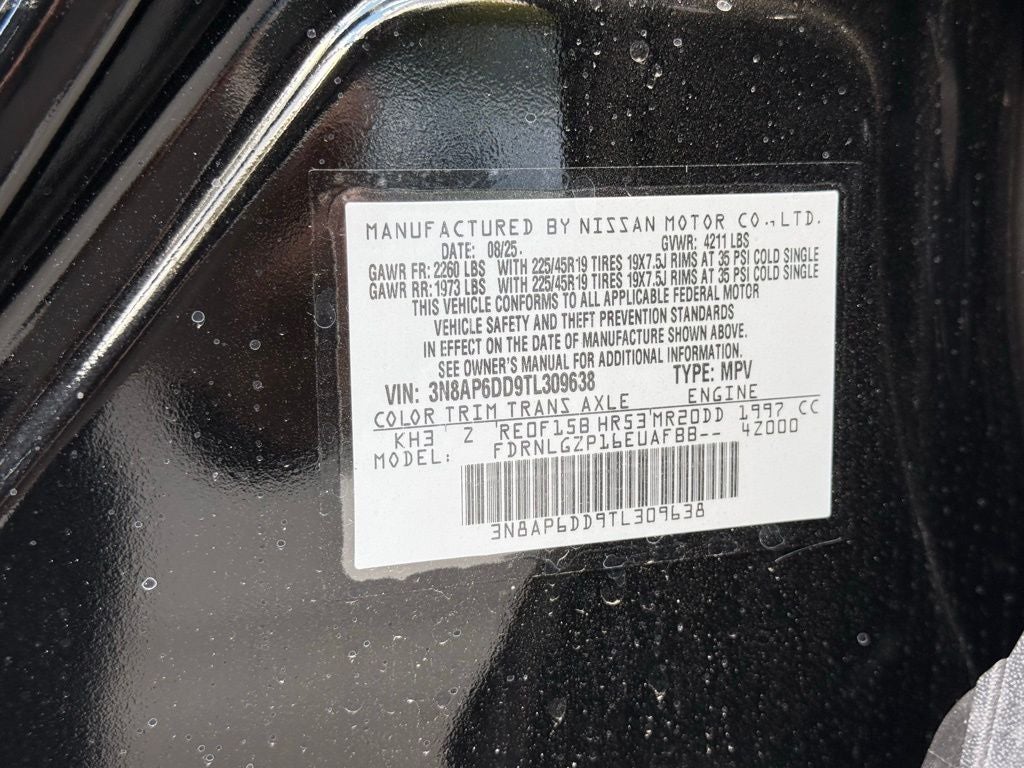 MANUFACTURED BY NISSAN MOTOR CO.,LTD.
DATE: 08/25. GVWR: 4211 LBS
GAWR FR: 2260 LBS WITH 225/45R19 TIRES 19X7.5J RIMS AT 35 PSI COLD SINGLE
GAWR RR: 1973 LBS WITH 225/45R19 TIRES 19X7.5J RIMS AT 35 PSI COLD SINGLE
THIS VEHICLE CONFORMS TO ALL APPLICABLE FEDERAL MOTOR
VEHICLE SAFETY AND THEFT PREVENTION STANDARDS
IN EFFECT ON THE DATE OF MANUFACTURE SHOWN ABOVE.
SEE OWNER'S MANUAL FOR ADDITIONAL INFORMATION.
VIN: 3N8AP6DD9TL309638 TYPE: MPV
COLOR TRIM TRANS AXLE ENGINE
KH3 Z RE0F15B HR53 MR20DD 1997 CC
MODEL: FDRNLGZP16EUAFBB-- 4Z000
3N8AP6DD9TL309638